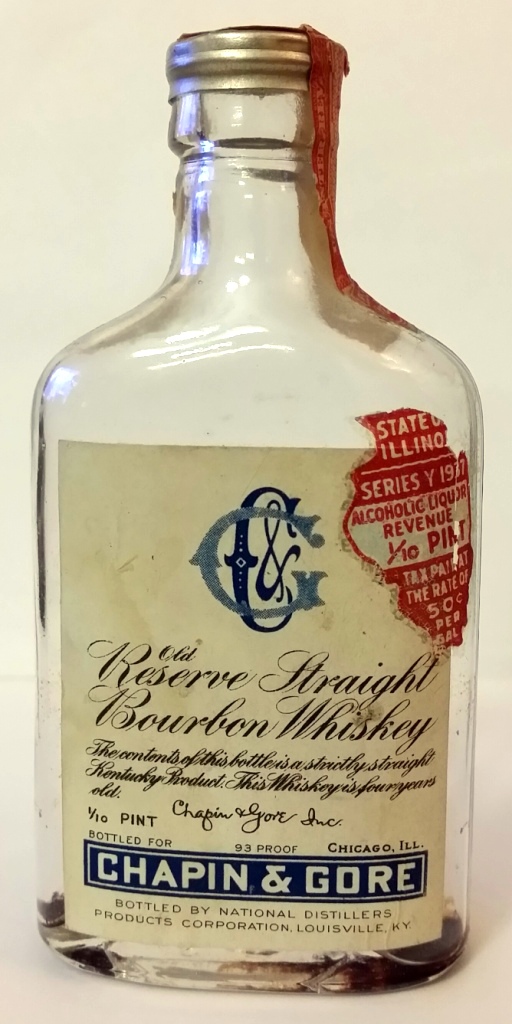 STATE O
ILLINO
SERIES Y 1937
ALCOHOLIC LIQUOR
REVENUE
1/10 PINT
TAX PAID AT
THE RATE OF
50¢
PER
GAL
C&G
Old
Reserve Straight
Bourbon Whiskey
The contents of this bottle is a strictly straight
Kentucky Product. This Whiskey is four years
old.
1/10 PINT Chapin & Gore Inc.
BOTTLED FOR 93 PROOF CHICAGO, ILL.
CHAPIN & GORE
BOTTLED BY NATIONAL DISTILLERS
PRODUCTS CORPORATION, LOUISVILLE, KY.